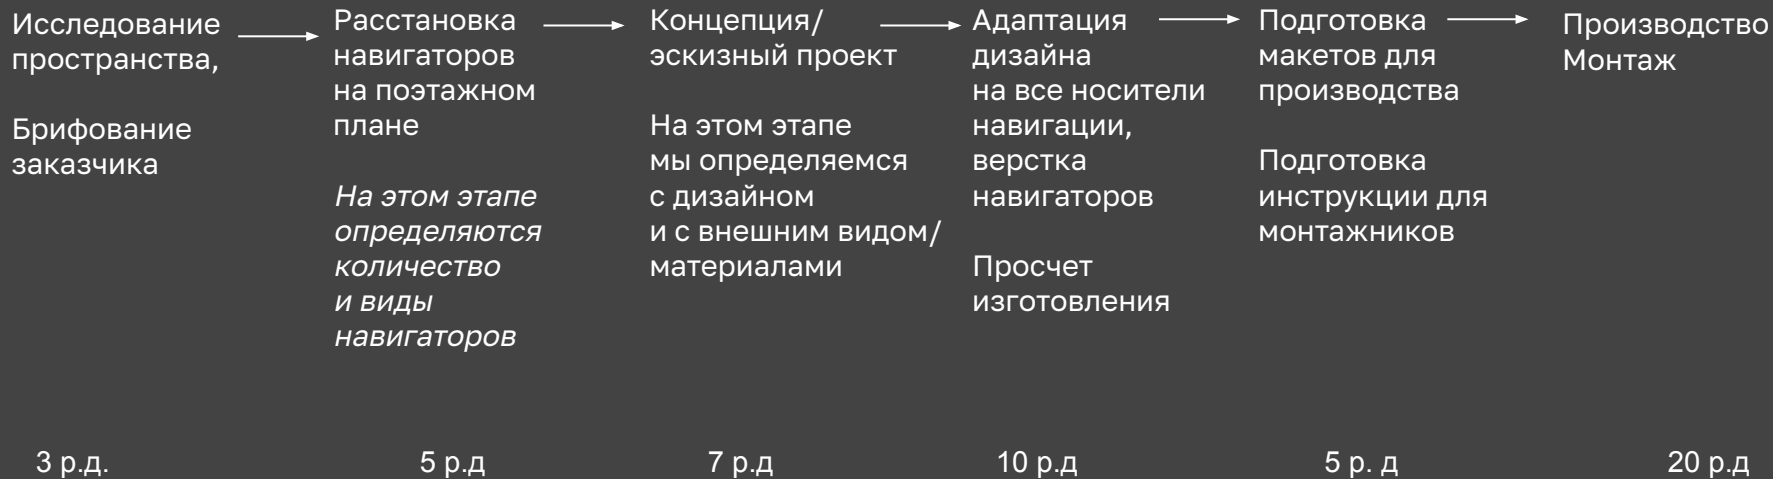 Исследование
пространства,
Брифование
заказчика
Расстановка
навигаторов
на поэтажном
плане
На этом этапе
определяются
количество
и виды
навигаторов
Концепция/
эскизный проект
На этом этапе
мы определяемся
с дизайном
и с внешним видом/
материалами
Адаптация
дизайна
на все носители
навигации,
верстка
навигаторов
Просчет
изготовления
Подготовка
макетов для
производства
Подготовка
инструкции для
монтажников
Производство
Монтаж
3 р.д.
5 р.д
7 р.д
10 р.д
5 р. д
20 р.д